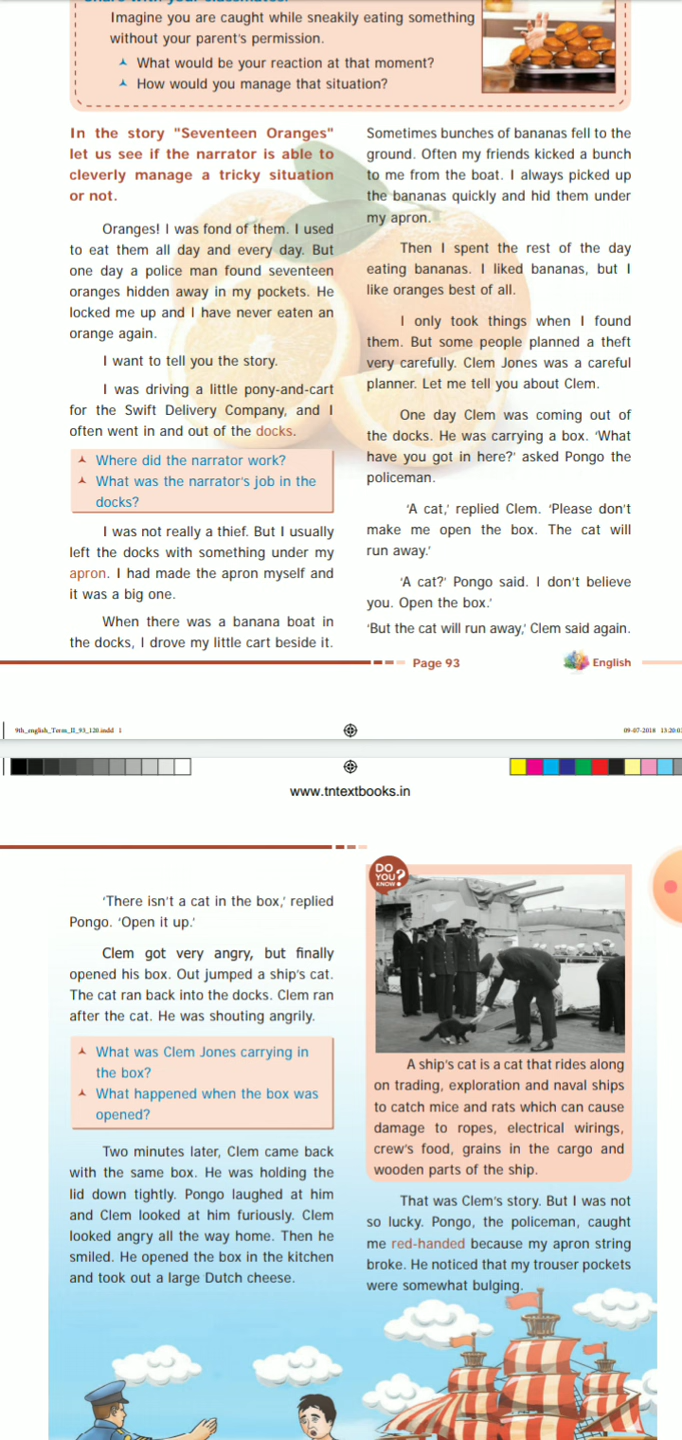 Imagine you are caught while sneakily eating something
without your parent's permission.
What would be your reaction at that moment?
How would you manage that situation?
In the story "Seventeen Oranges"
let us see if the narrator is able to
cleverly manage a tricky situation
or not.
Oranges! I was fond of them. I used
to eat them all day and every day. But
one day a police man found seventeen
oranges hidden away in my pockets. He
locked me up and I have never eaten an
orange again.
I want to tell you the story.
I was driving a little pony-and-cart
for the Swift Delivery Company, and I
often went in and out of the docks.
Where did the narrator work?
What was the narrator's job in the
docks?
I was not really a thief. But I usually
left the docks with something under my
apron. I had made the apron myself and
it was a big one.
When there was a banana boat in
the docks, I drove my little cart beside it.
Sometimes bunches of bananas fell to the
ground. Often my friends kicked a bunch
to me from the boat. I always picked up
the bananas quickly and hid them under
my apron.
Then I spent the rest of the day
eating bananas. I liked bananas, but I
like oranges best of all.
I only took things when I found
them. But some people planned a theft
very carefully. Clem Jones was a careful
planner. Let me tell you about Clem.
One day Clem was coming out of
the docks. He was carrying a box. 'What
have you got in here?' asked Pongo the
policeman.
'A cat,' replied Clem. 'Please don't
make me open the box. The cat will
run away.'
'A cat?' Pongo said. I don't believe
you. Open the box.'
'But the cat will run away,' Clem said again.
Page 93
English
9th_english_Term_II_93_120.indd 1
09-07-2018 13:20:03
www.tntextbooks.in
'There isn't a cat in the box,' replied
Pongo. 'Open it up.'
Clem got very angry, but finally
opened his box. Out jumped a ship's cat.
The cat ran back into the docks. Clem ran
after the cat. He was shouting angrily.
What was Clem Jones carrying in
the box?
What happened when the box was
opened?
Two minutes later, Clem came back
with the same box. He was holding the
lid down tightly. Pongo laughed at him
and Clem looked at him furiously. Clem
looked angry all the way home. Then he
smiled. He opened the box in the kitchen
and took out a large Dutch cheese.
DO
YOU
KNOW?
A ship's cat is a cat that rides along
on trading, exploration and naval ships
to catch mice and rats which can cause
damage to ropes, electrical wirings,
crew's food, grains in the cargo and
wooden parts of the ship.
That was Clem's story. But I was not
so lucky. Pongo, the policeman, caught
me red-handed because my apron string
broke. He noticed that my trouser pockets
were somewhat bulging.